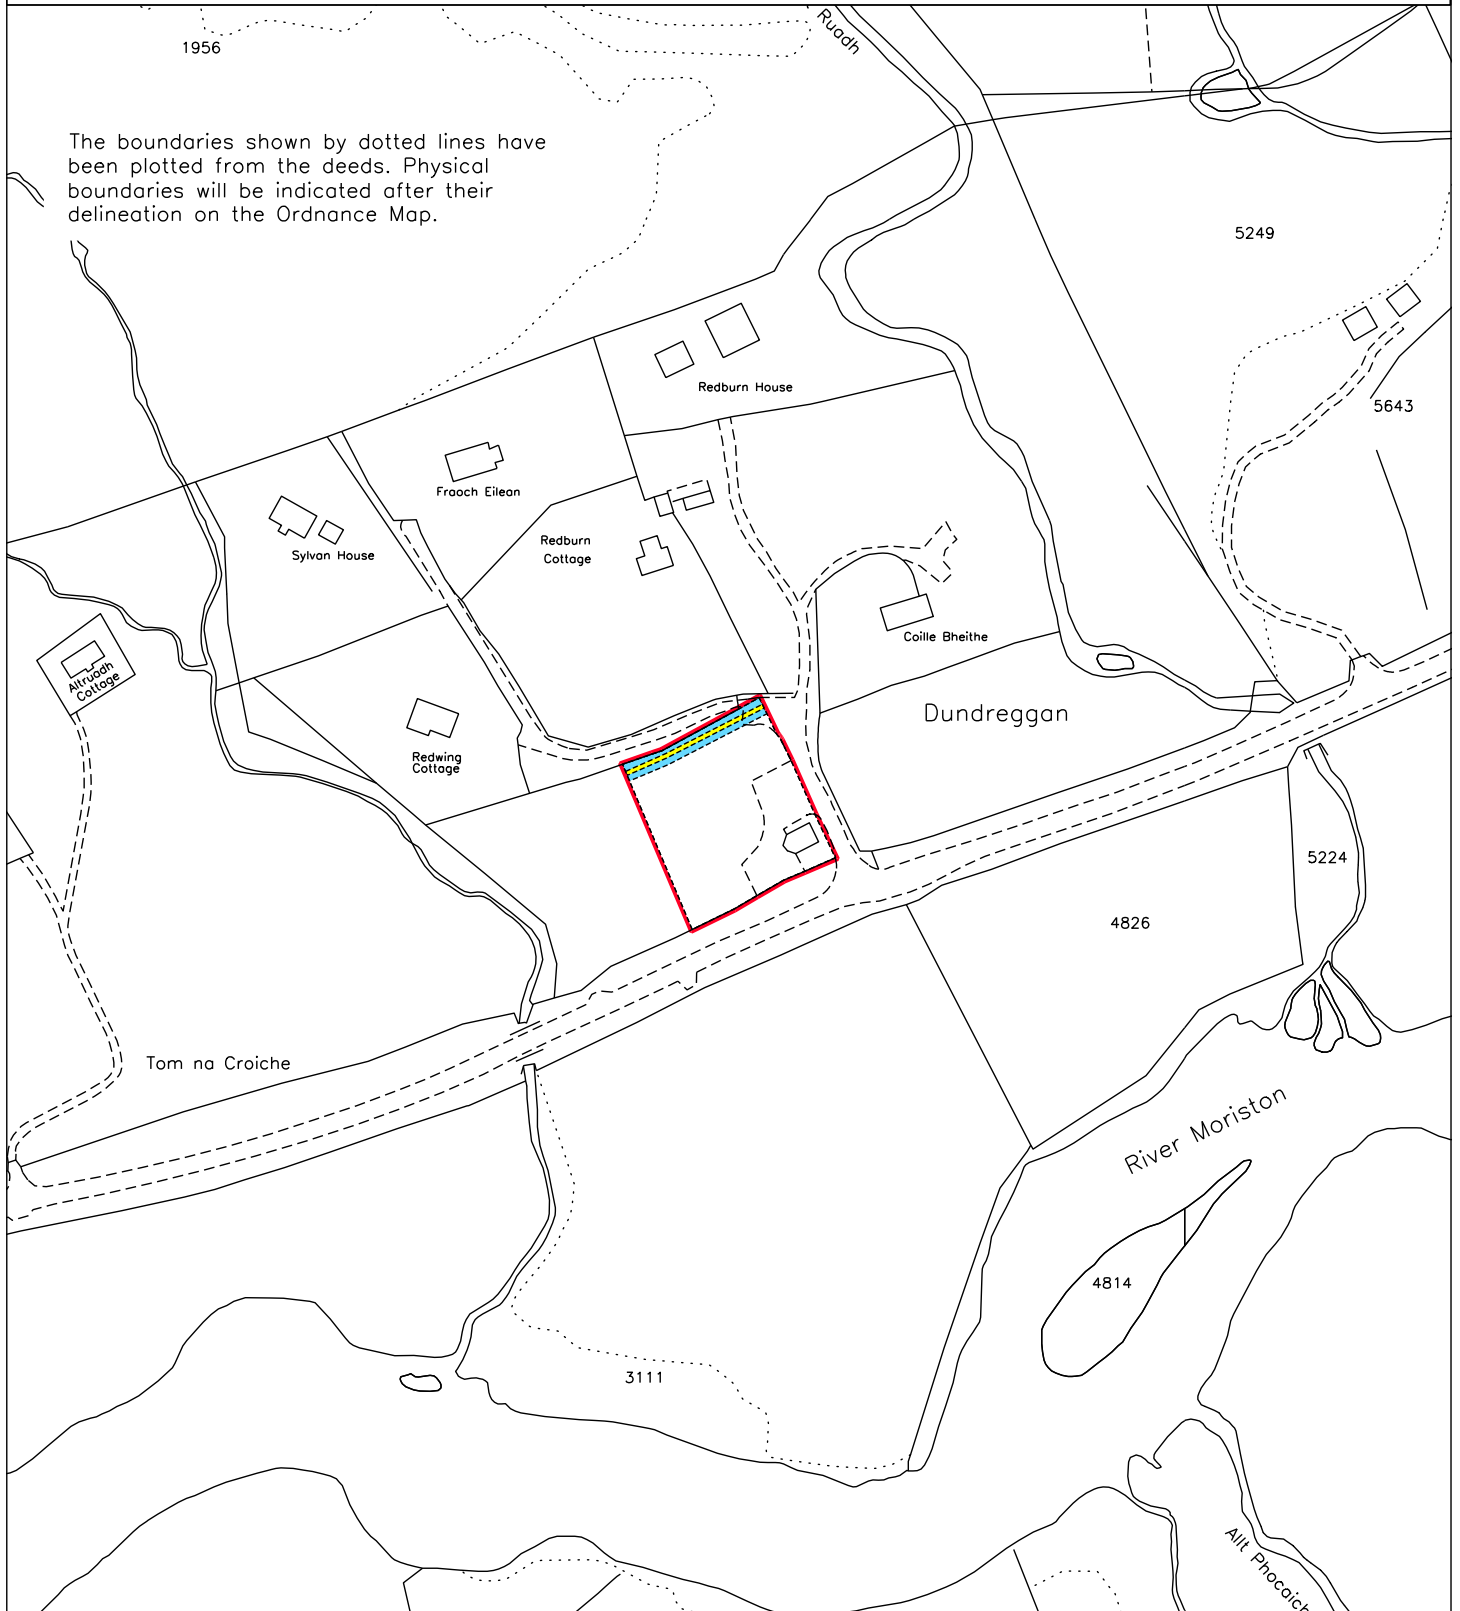 Ruadh
1956
The boundaries shown by dotted lines have
been plotted from the deeds. Physical
boundaries will be indicated after their
delineation on the Ordnance Map.
5249
5643
Redburn House
Fraoch Eilean
Sylvan House
Redburn
Cottage
Coille Bheithe
Altruadh
Cottage
Dundreggan
Redwing
Cottage
5224
4826
Tom na Croiche
River Moriston
4814
3111
Allt Phocaich